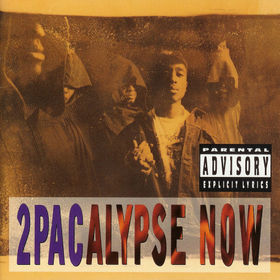 PARENTAL
ADVISORY
EXPLICIT LYRICS
2PACALYPSE NOW